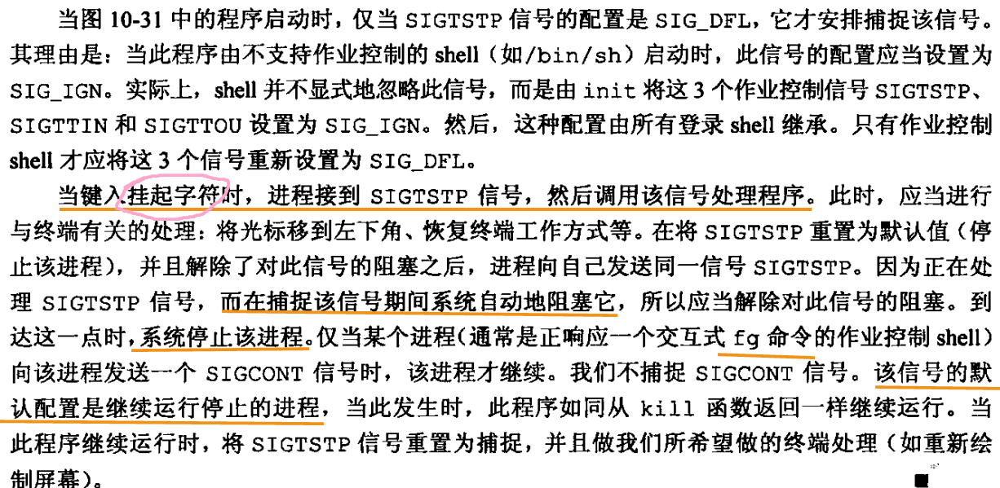 当图 10-31 中的程序启动时，仅当 SIGTSTP 信号的配置是 SIG_DFL，它才安排捕捉该信号。
其理由是：当此程序由不支持作业控制的 shell（如/bin/sh）启动时，此信号的配置应当设置为
SIG_IGN。实际上，shell 并不显式地忽略此信号，而是由 init 将这 3 个作业控制信号 SIGTSTP、
SIGTTIN 和 SIGTTOU 设置为 SIG_IGN。然后，这种配置由所有登录 shell 继承。只有作业控制
shell 才应将这 3 个信号重新设置为 SIG_DFL。
当键入挂起字符时，进程接到 SIGTSTP 信号，然后调用该信号处理程序。此时，应当进行
与终端有关的处理：将光标移到左下角、恢复终端工作方式等。在将 SIGTSTP 重置为默认值（停
止该进程），并且解除了对此信号的阻塞之后，进程向自己发送同一信号 SIGTSTP。因为正在处
理 SIGTSTP 信号，而在捕捉该信号期间系统自动地阻塞它，所以应当解除对此信号的阻塞。到
达这一点时，系统停止该进程。仅当某个进程（通常是正响应一个交互式 fg 命令的作业控制 shell）
向该进程发送一个 SIGCONT 信号时，该进程才继续。我们不捕捉 SIGCONT 信号。该信号的默
认配置是继续运行停止的进程，当此发生时，此程序如同从 kill 函数返回一样继续运行。当
此程序继续运行时，将 SIGTSTP 信号重置为捕捉，并且做我们所希望做的终端处理（如重新绘
制屏幕）。